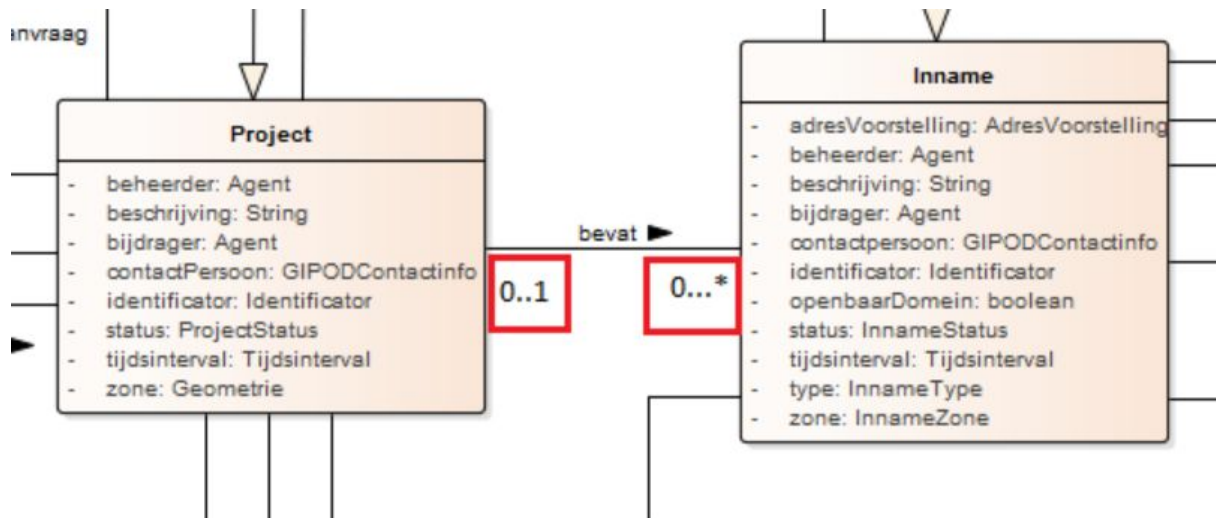 anvraag
Project
- beheerder: Agent
- beschrijving: String
- bijdrager: Agent
- contactPersoon: GIPODContactinfo
- identificator: Identificator
- status: ProjectStatus
- tijdsinterval: Tijdsinterval
- zone: Geometrie
bevat
0..1
0...*
Inname
- adresVoorstelling: AdresVoorstelling
- beheerder: Agent
- beschrijving: String
- bijdrager: Agent
- contactpersoon: GIPODContactinfo
- identificator: Identificator
- openbaarDomein: boolean
- status: InnameStatus
- tijdsinterval: Tijdsinterval
- type: InnameType
- zone: InnameZone